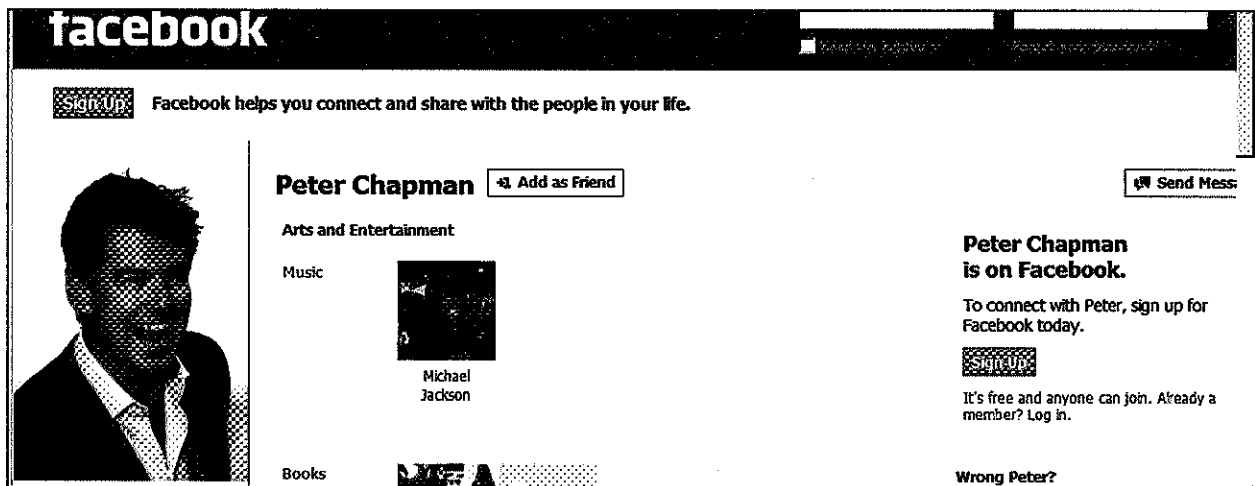 facebook
Sign Up Facebook helps you connect and share with the people in your life.
Peter Chapman
Add as Friend
Send Mess
Arts and Entertainment
Music
Michael
Jackson
Books
Peter Chapman
is on Facebook.
To connect with Peter, sign up for
Facebook today.
Sign Up
It's free and anyone can join. Already a
member? Log in.
Wrong Peter?